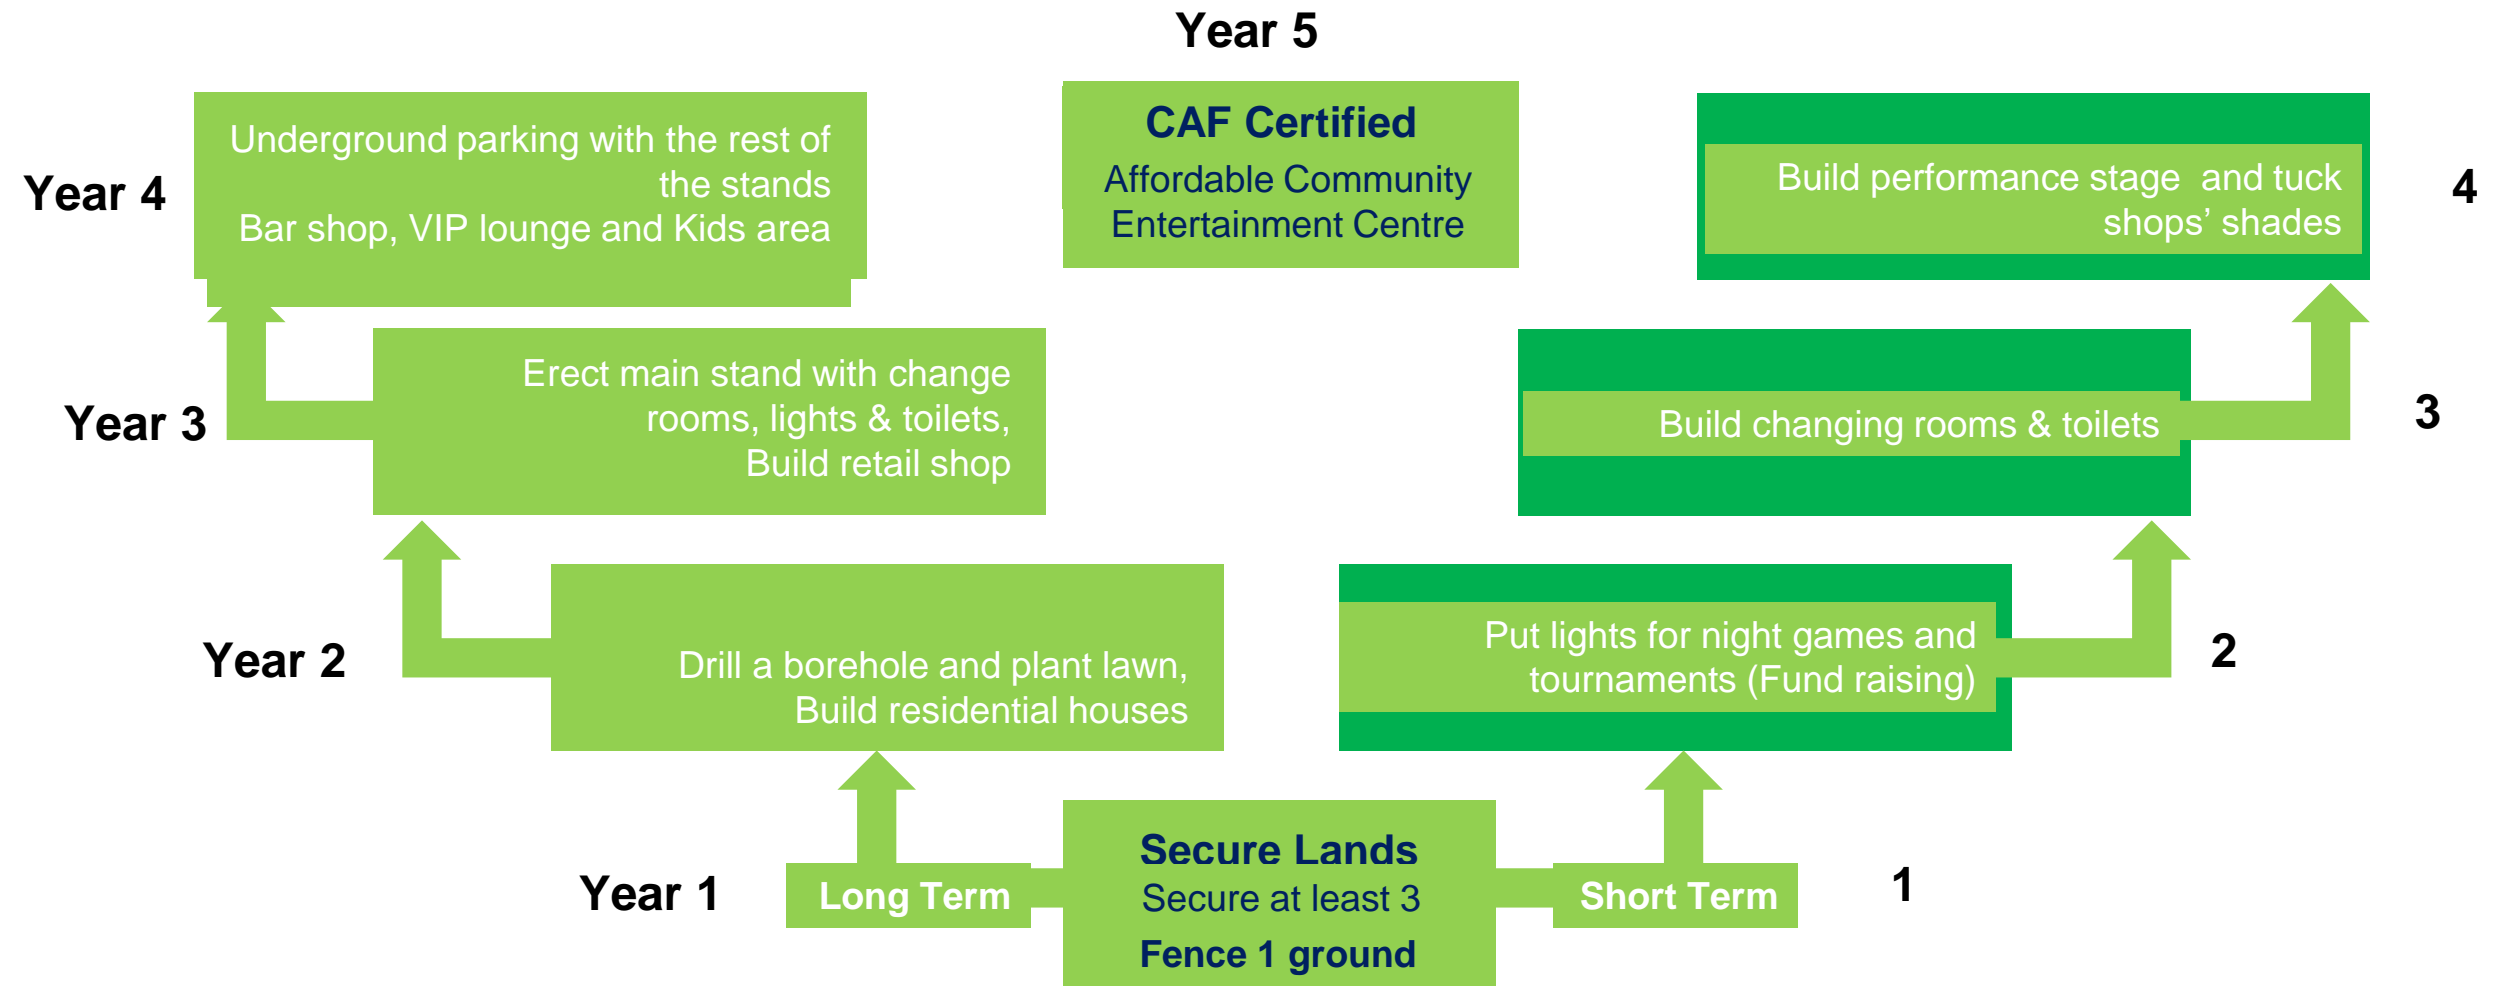 Year 5
Year 4
Underground parking with the rest of
the stands
Bar shop, VIP lounge and Kids area
CAF Certified
Affordable Community
Entertainment Centre
Build performance stage  and tuck
shops’ shades
4
Year 3
Erect main stand with change
rooms, lights & toilets,
Build retail shop
Build changing rooms & toilets
3
Year 2
Drill a borehole and plant lawn,
Build residential houses
Put lights for night games and
tournaments (Fund raising)
2
Year 1
Long Term
Secure Lands
Secure at least 3
Fence 1 ground
Short Term
1